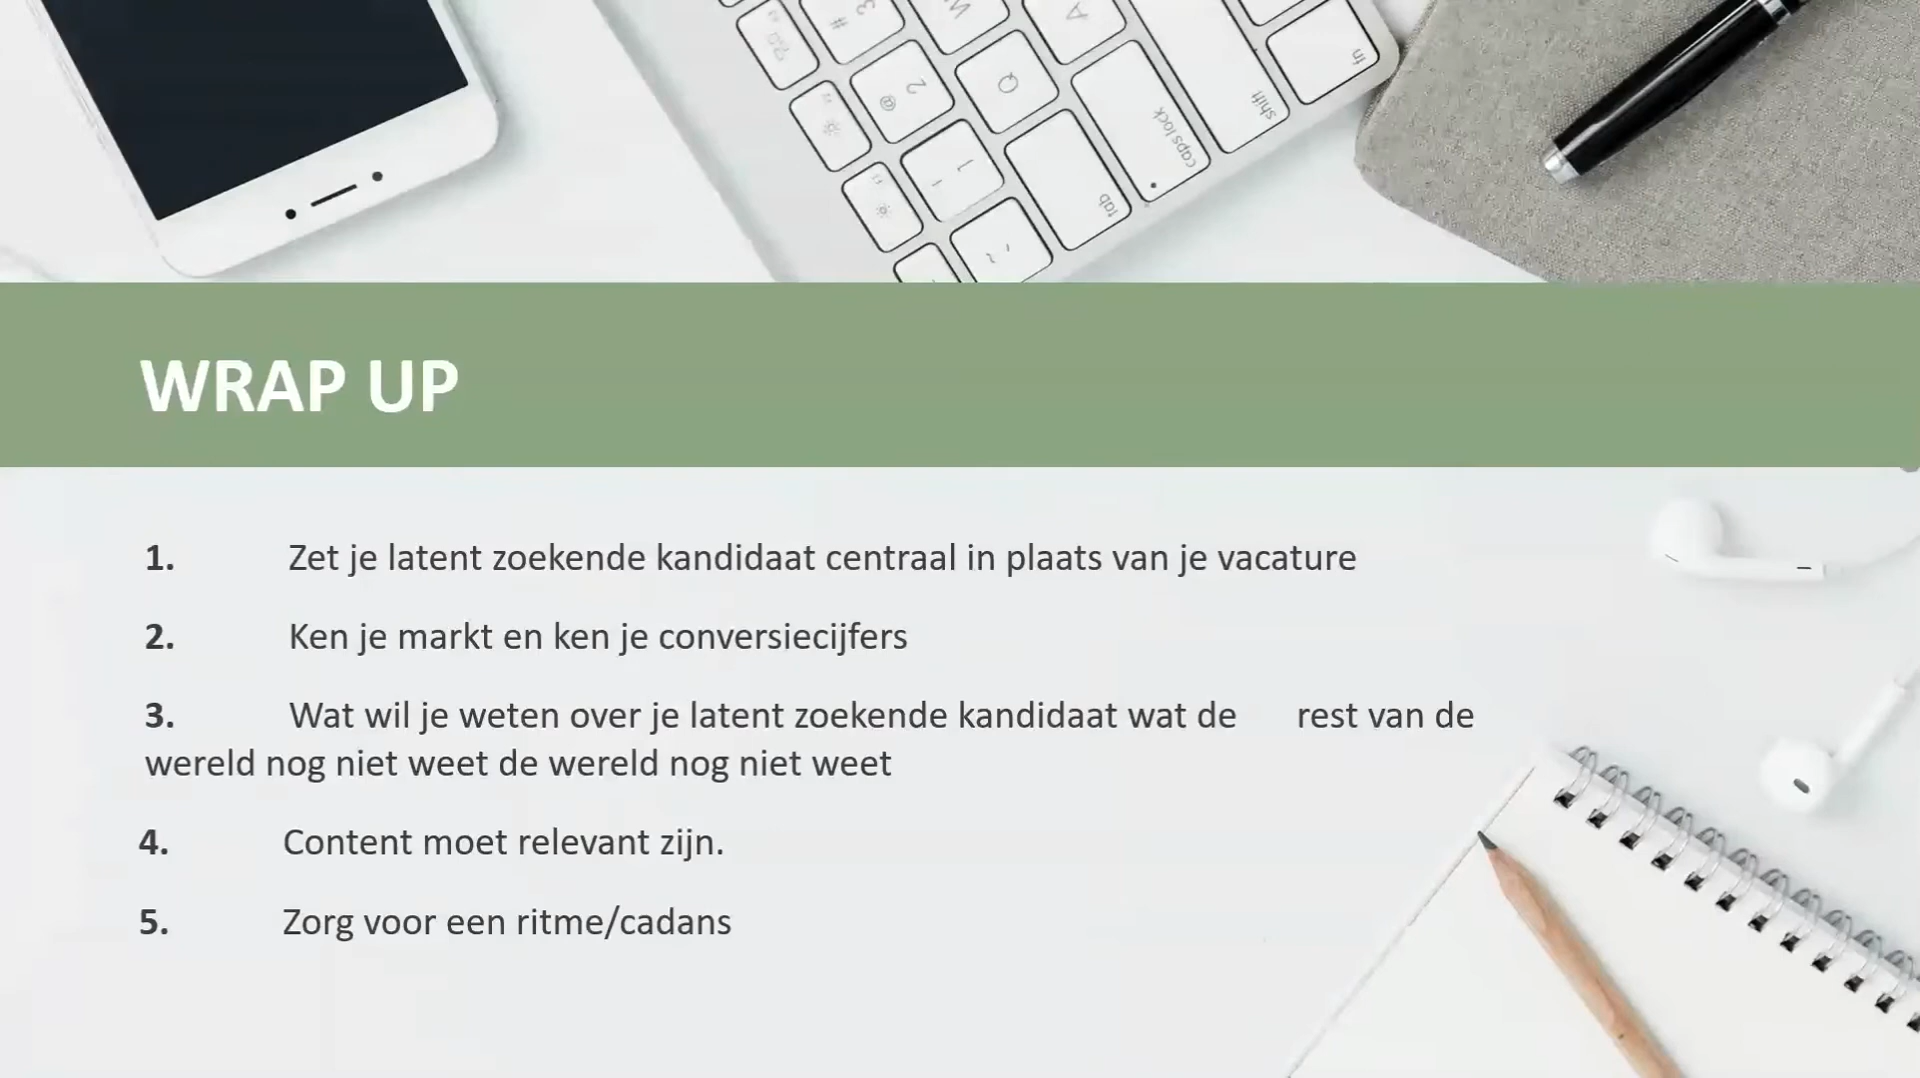 WRAP UP
1. Zet je latent zoekende kandidaat centraal in plaats van je vacature
2. Ken je markt en ken je conversiecijfers
3. Wat wil je weten over je latent zoekende kandidaat wat de rest van de
wereld nog niet weet de wereld nog niet weet
4. Content moet relevant zijn.
5. Zorg voor een ritme/cadans